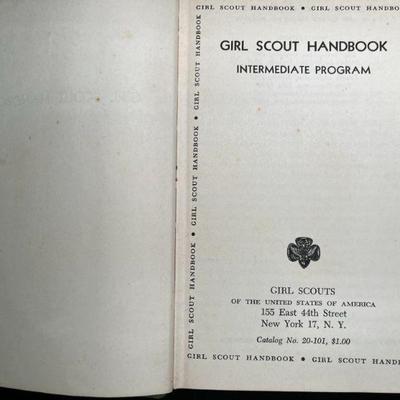 GIRL SCOUT HANDBOOK • GIRL SCOUT HAND
GIRL SCOUT HANDBOOK • GIRL SCOUT HANDBOOK • GIRL SCOUT HANDBOOK •
GIRL SCOUT HANDBOOK
INTERMEDIATE PROGRAM
GIRL SCOUTS
OF THE UNITED STATES OF AMERICA
155 East 44th Street
New York 17, N. Y.
Catalog No. 20-101, $1.00
GIRL SCOUT HANDBOOK • GIRL SCOUT HANDB